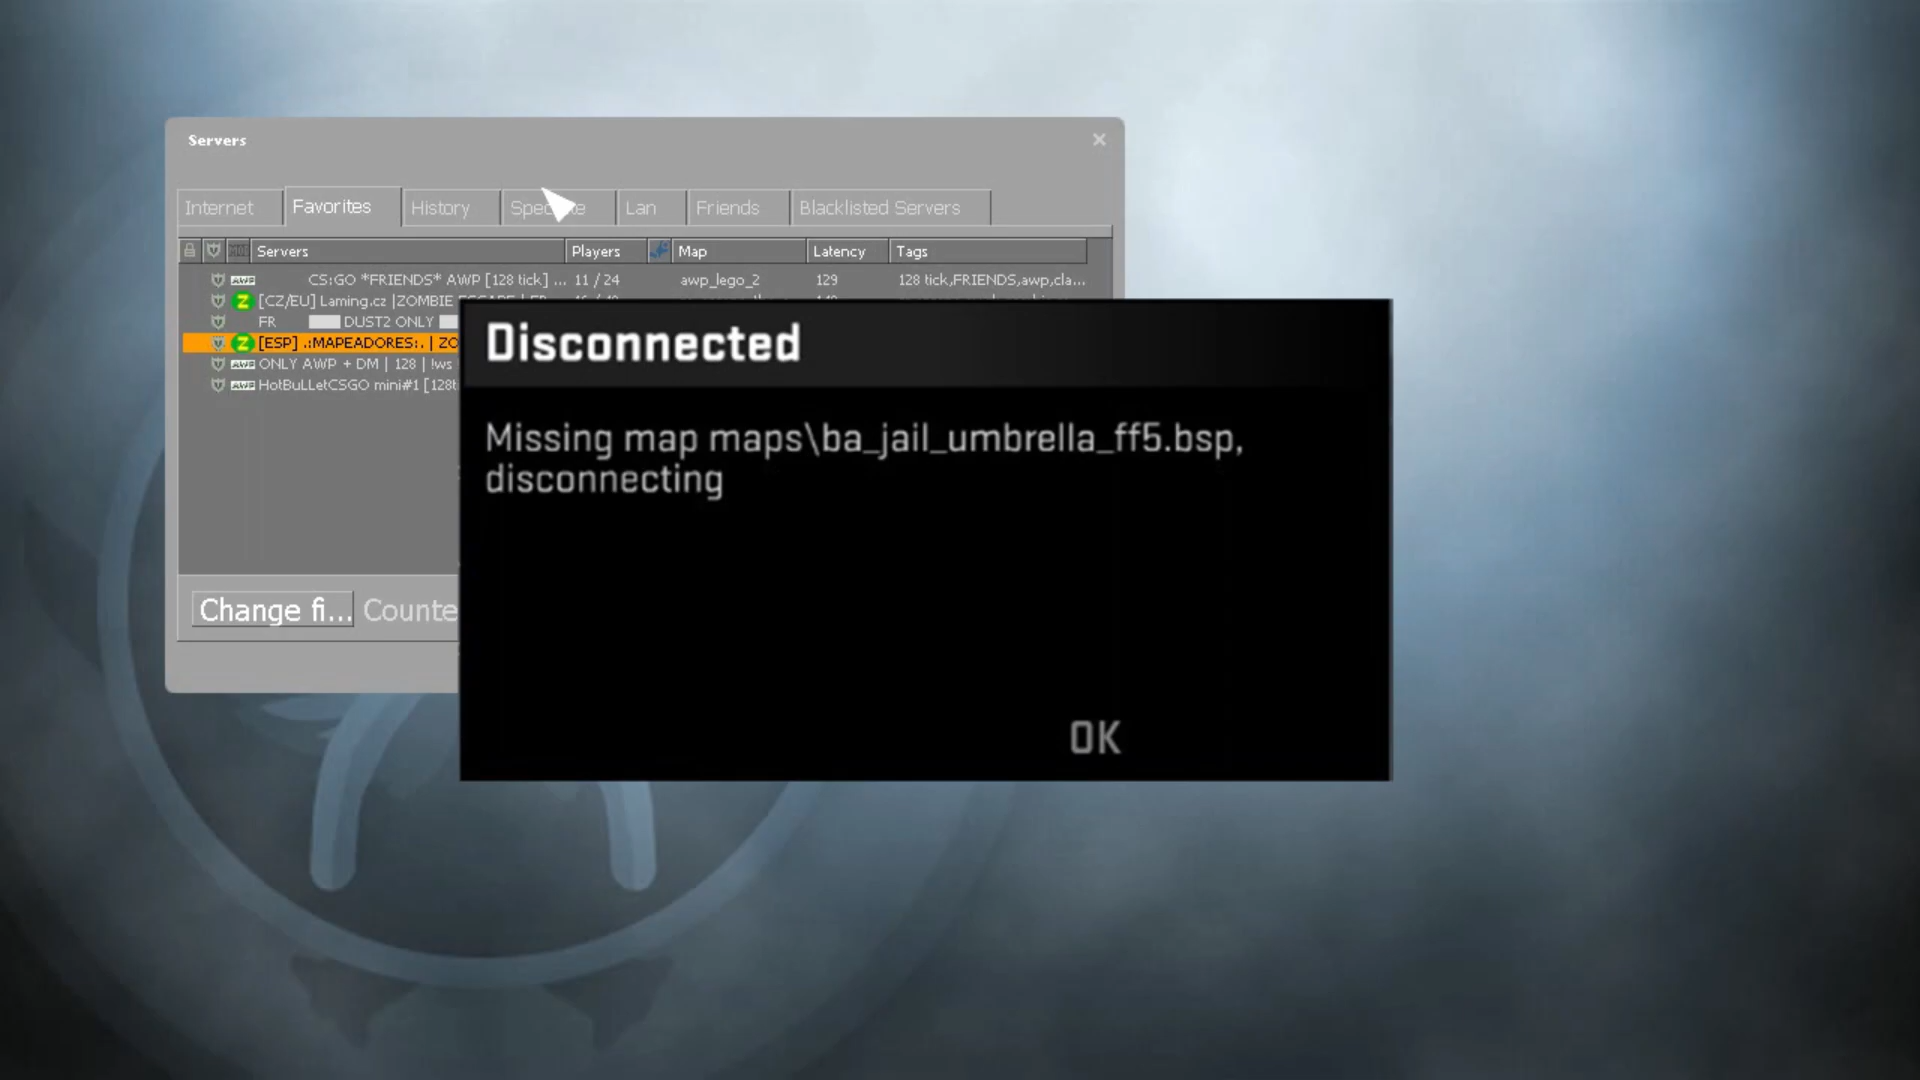 Servers
Internet Favorites History Lan Friends Blacklisted Servers
Servers Players Map Latency Tags
CS:GO *FRIENDS* AWP [128 tick] ... 11 / 24 awp_lego_2 129 128 tick,FRIENDS,awp,cla...
[CZ/EU] Laming.cz |ZOMBIE
FR DUST2 ONLY
[ESP] .:MAPEADORES:. | ZO
ONLY AWP + DM | 128 | !ws
HotBuLLetCSGO mini#1 [128t
Change fi... Counte
Disconnected
Missing map maps\ba_jail_umbrella_ff5.bsp,
disconnecting
OK